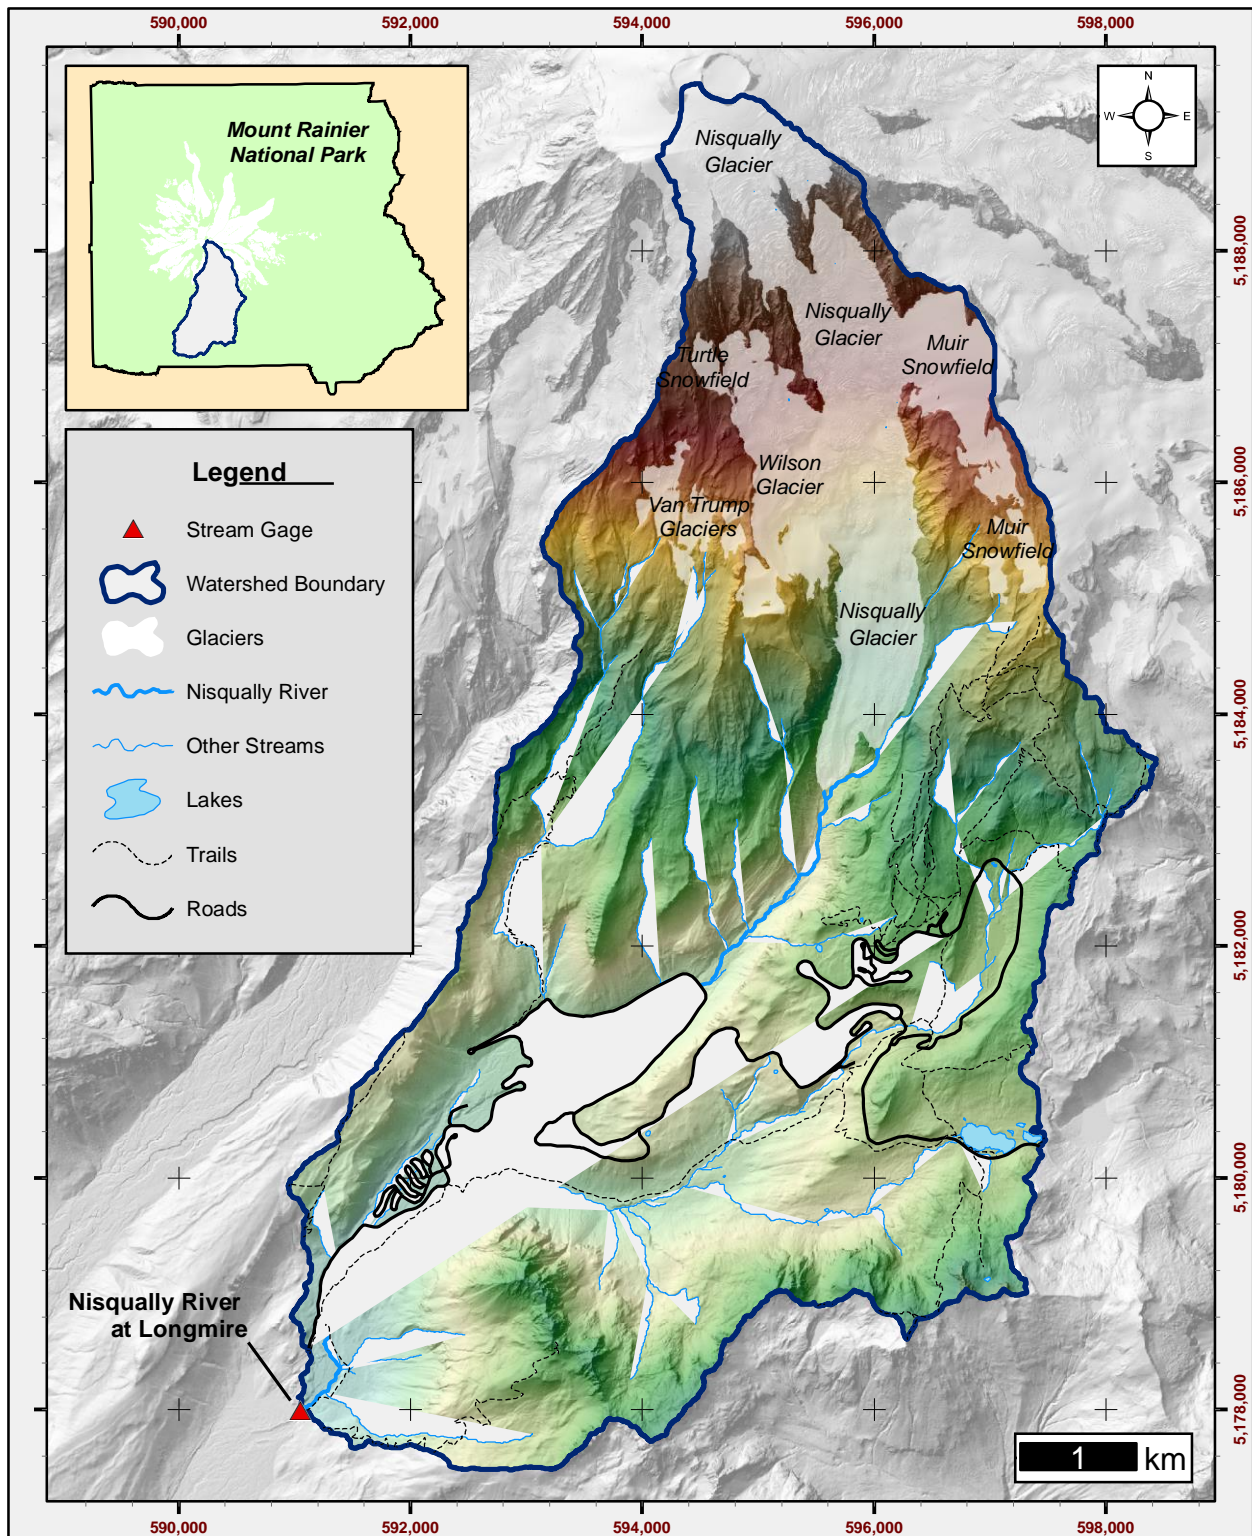 590,000
592,000
594,000
596,000
598,000
Mount Rainier
National Park
N
W
E
S
Nisqually
Glacier
5,188,000
Nisqually
Glacier
Muir
Snowfield
Turtle
Snowfield
Wilson
Glacier
5,186,000
Van Trump
Glaciers
Muir
Snowfield
Nisqually
Glacier
5,184,000
5,182,000
5,180,000
5,178,000
Legend
Stream Gage
Watershed Boundary
Glaciers
Nisqually River
Other Streams
Lakes
Trails
Roads
Nisqually River
at Longmire
1 km
590,000
592,000
594,000
596,000
598,000